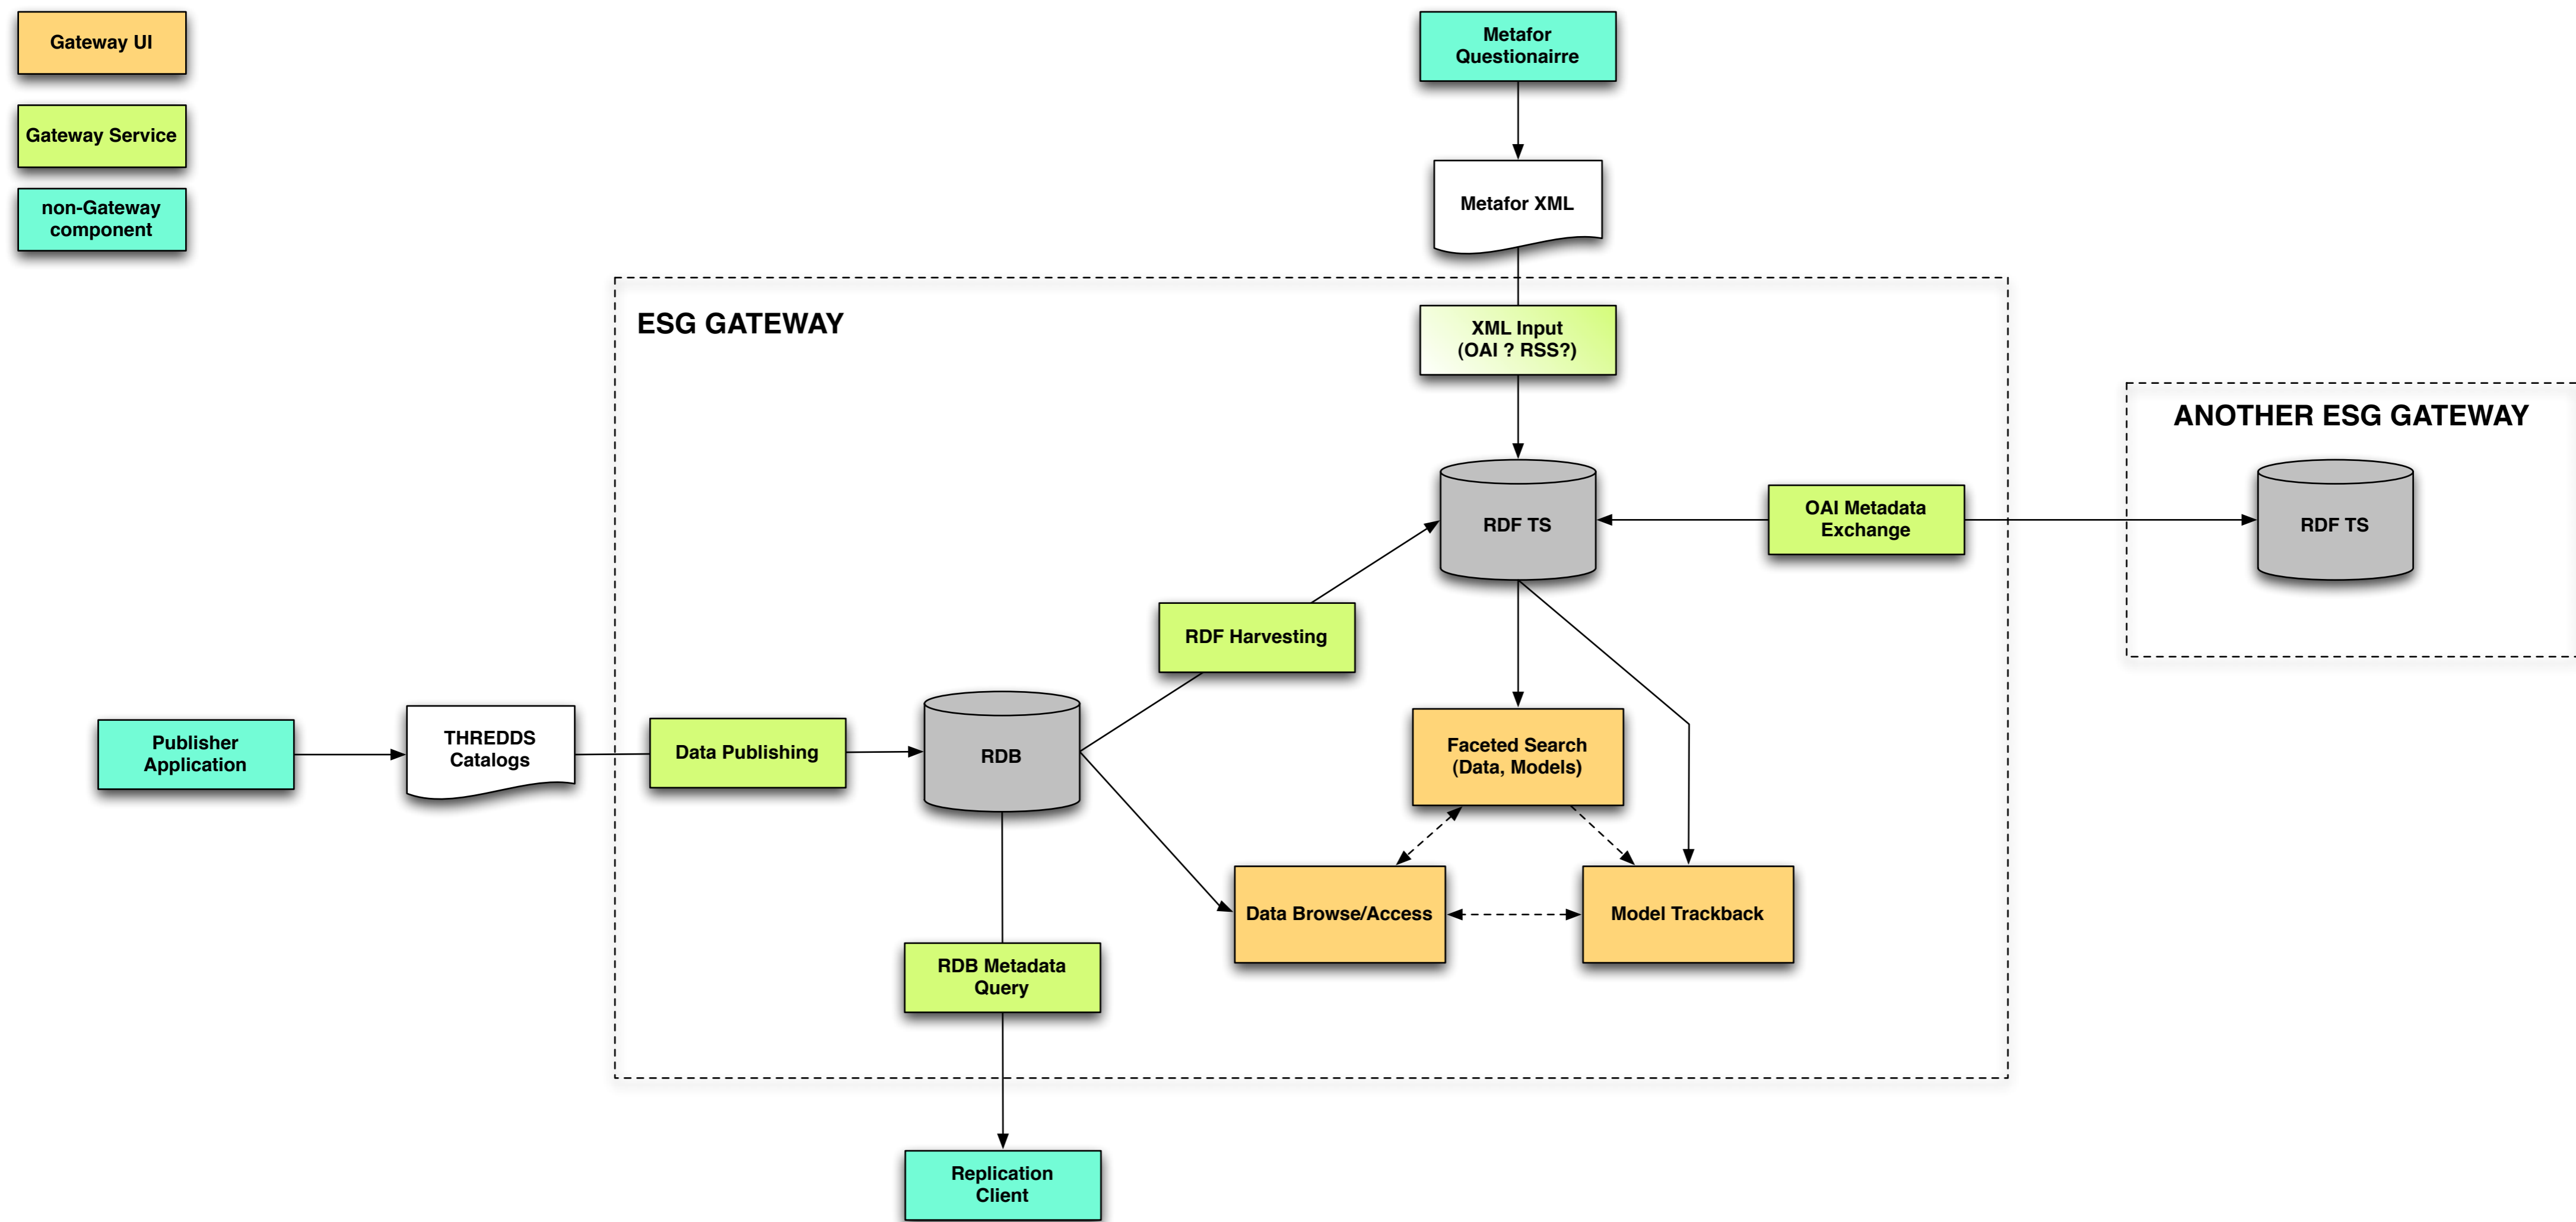 Gateway UI
Gateway Service
non-Gateway
component
Metafor
Questionairre
Metafor XML
ESG GATEWAY
XML Input
(OAI ? RSS?)
ANOTHER ESG GATEWAY
RDF TS
OAI Metadata
Exchange
RDF TS
RDF Harvesting
Publisher
Application
THREDDS
Catalogs
Data Publishing
RDB
Faceted Search
(Data, Models)
Data Browse/Access
Model Trackback
RDB Metadata
Query
Replication
Client